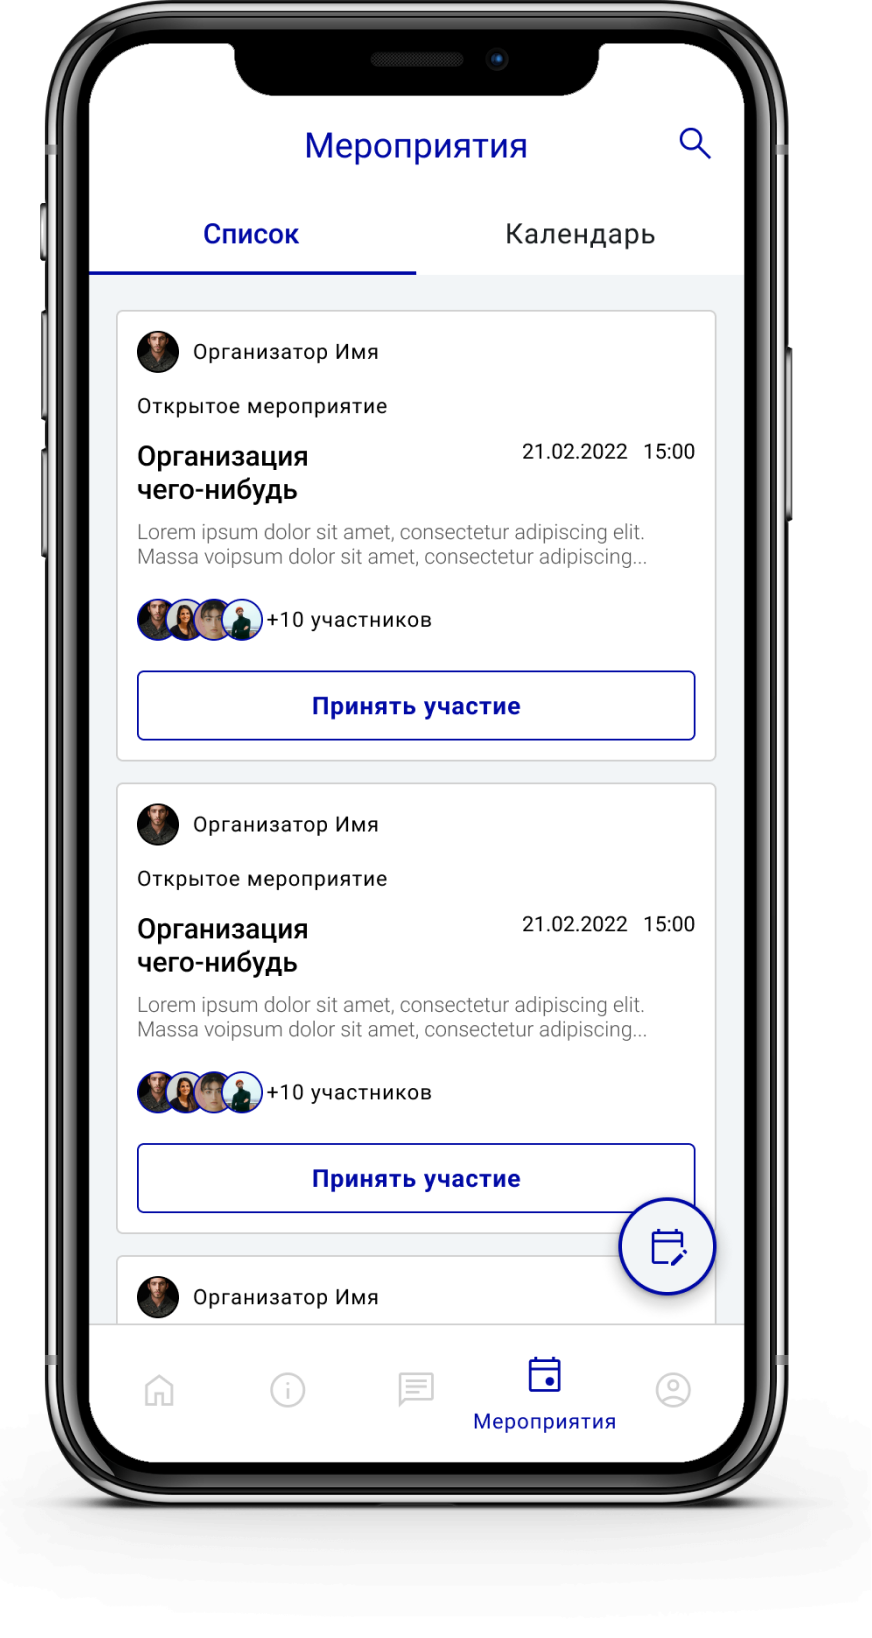 Мероприятия
Список
Календарь
Организатор Имя
Открытое мероприятие
Организация
чего-нибудь
21.02.2022 15:00
Lorem ipsum dolor sit amet, consectetur adipiscing elit.
Massa voipsum dolor sit amet, consectetur adipiscing...
+10 участников
Принять участие
Организатор Имя
Открытое мероприятие
Организация
чего-нибудь
21.02.2022 15:00
Lorem ipsum dolor sit amet, consectetur adipiscing elit.
Massa voipsum dolor sit amet, consectetur adipiscing...
+10 участников
Принять участие
Организатор Имя
Мероприятия